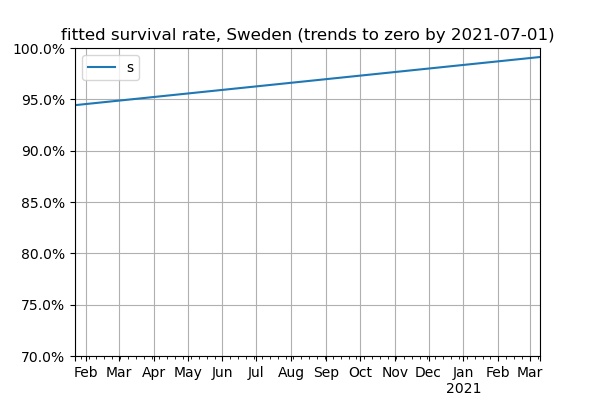 fitted survival rate, Sweden (trends to zero by 2021-07-01)
100.0%
s
95.0%
90.0%
85.0%
80.0%
75.0%
70.0%
Feb Mar Apr May Jun Jul Aug Sep Oct Nov Dec Jan Feb Mar
2021